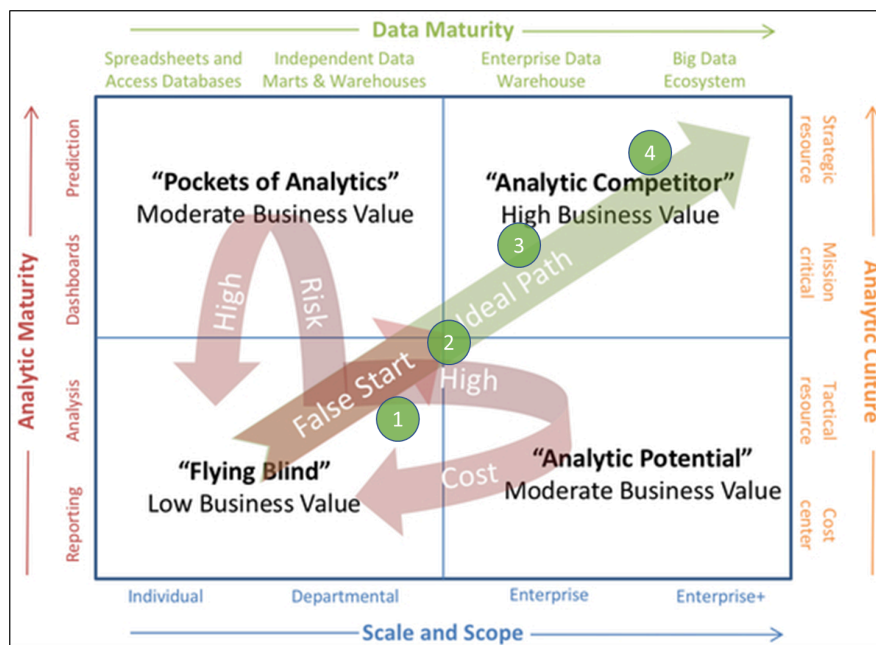 Data Maturity
Spreadsheets and
Access Databases
Independent Data
Marts & Warehouses
Enterprise Data
Warehouse
Big Data
Ecosystem
Analytic Maturity
Prediction
Dashboards
Analysis
Reporting
"Pockets of Analytics"
Moderate Business Value
"Analytic Competitor"
High Business Value
4
3
Ideal Path
High
Risk
2
False Start
1
High
Cost
"Flying Blind"
Low Business Value
"Analytic Potential"
Moderate Business Value
Strategic
resource
Mission
critical
Tactical
resource
Cost
center
Analytic Culture
Individual
Departmental
Enterprise
Enterprise+
Scale and Scope